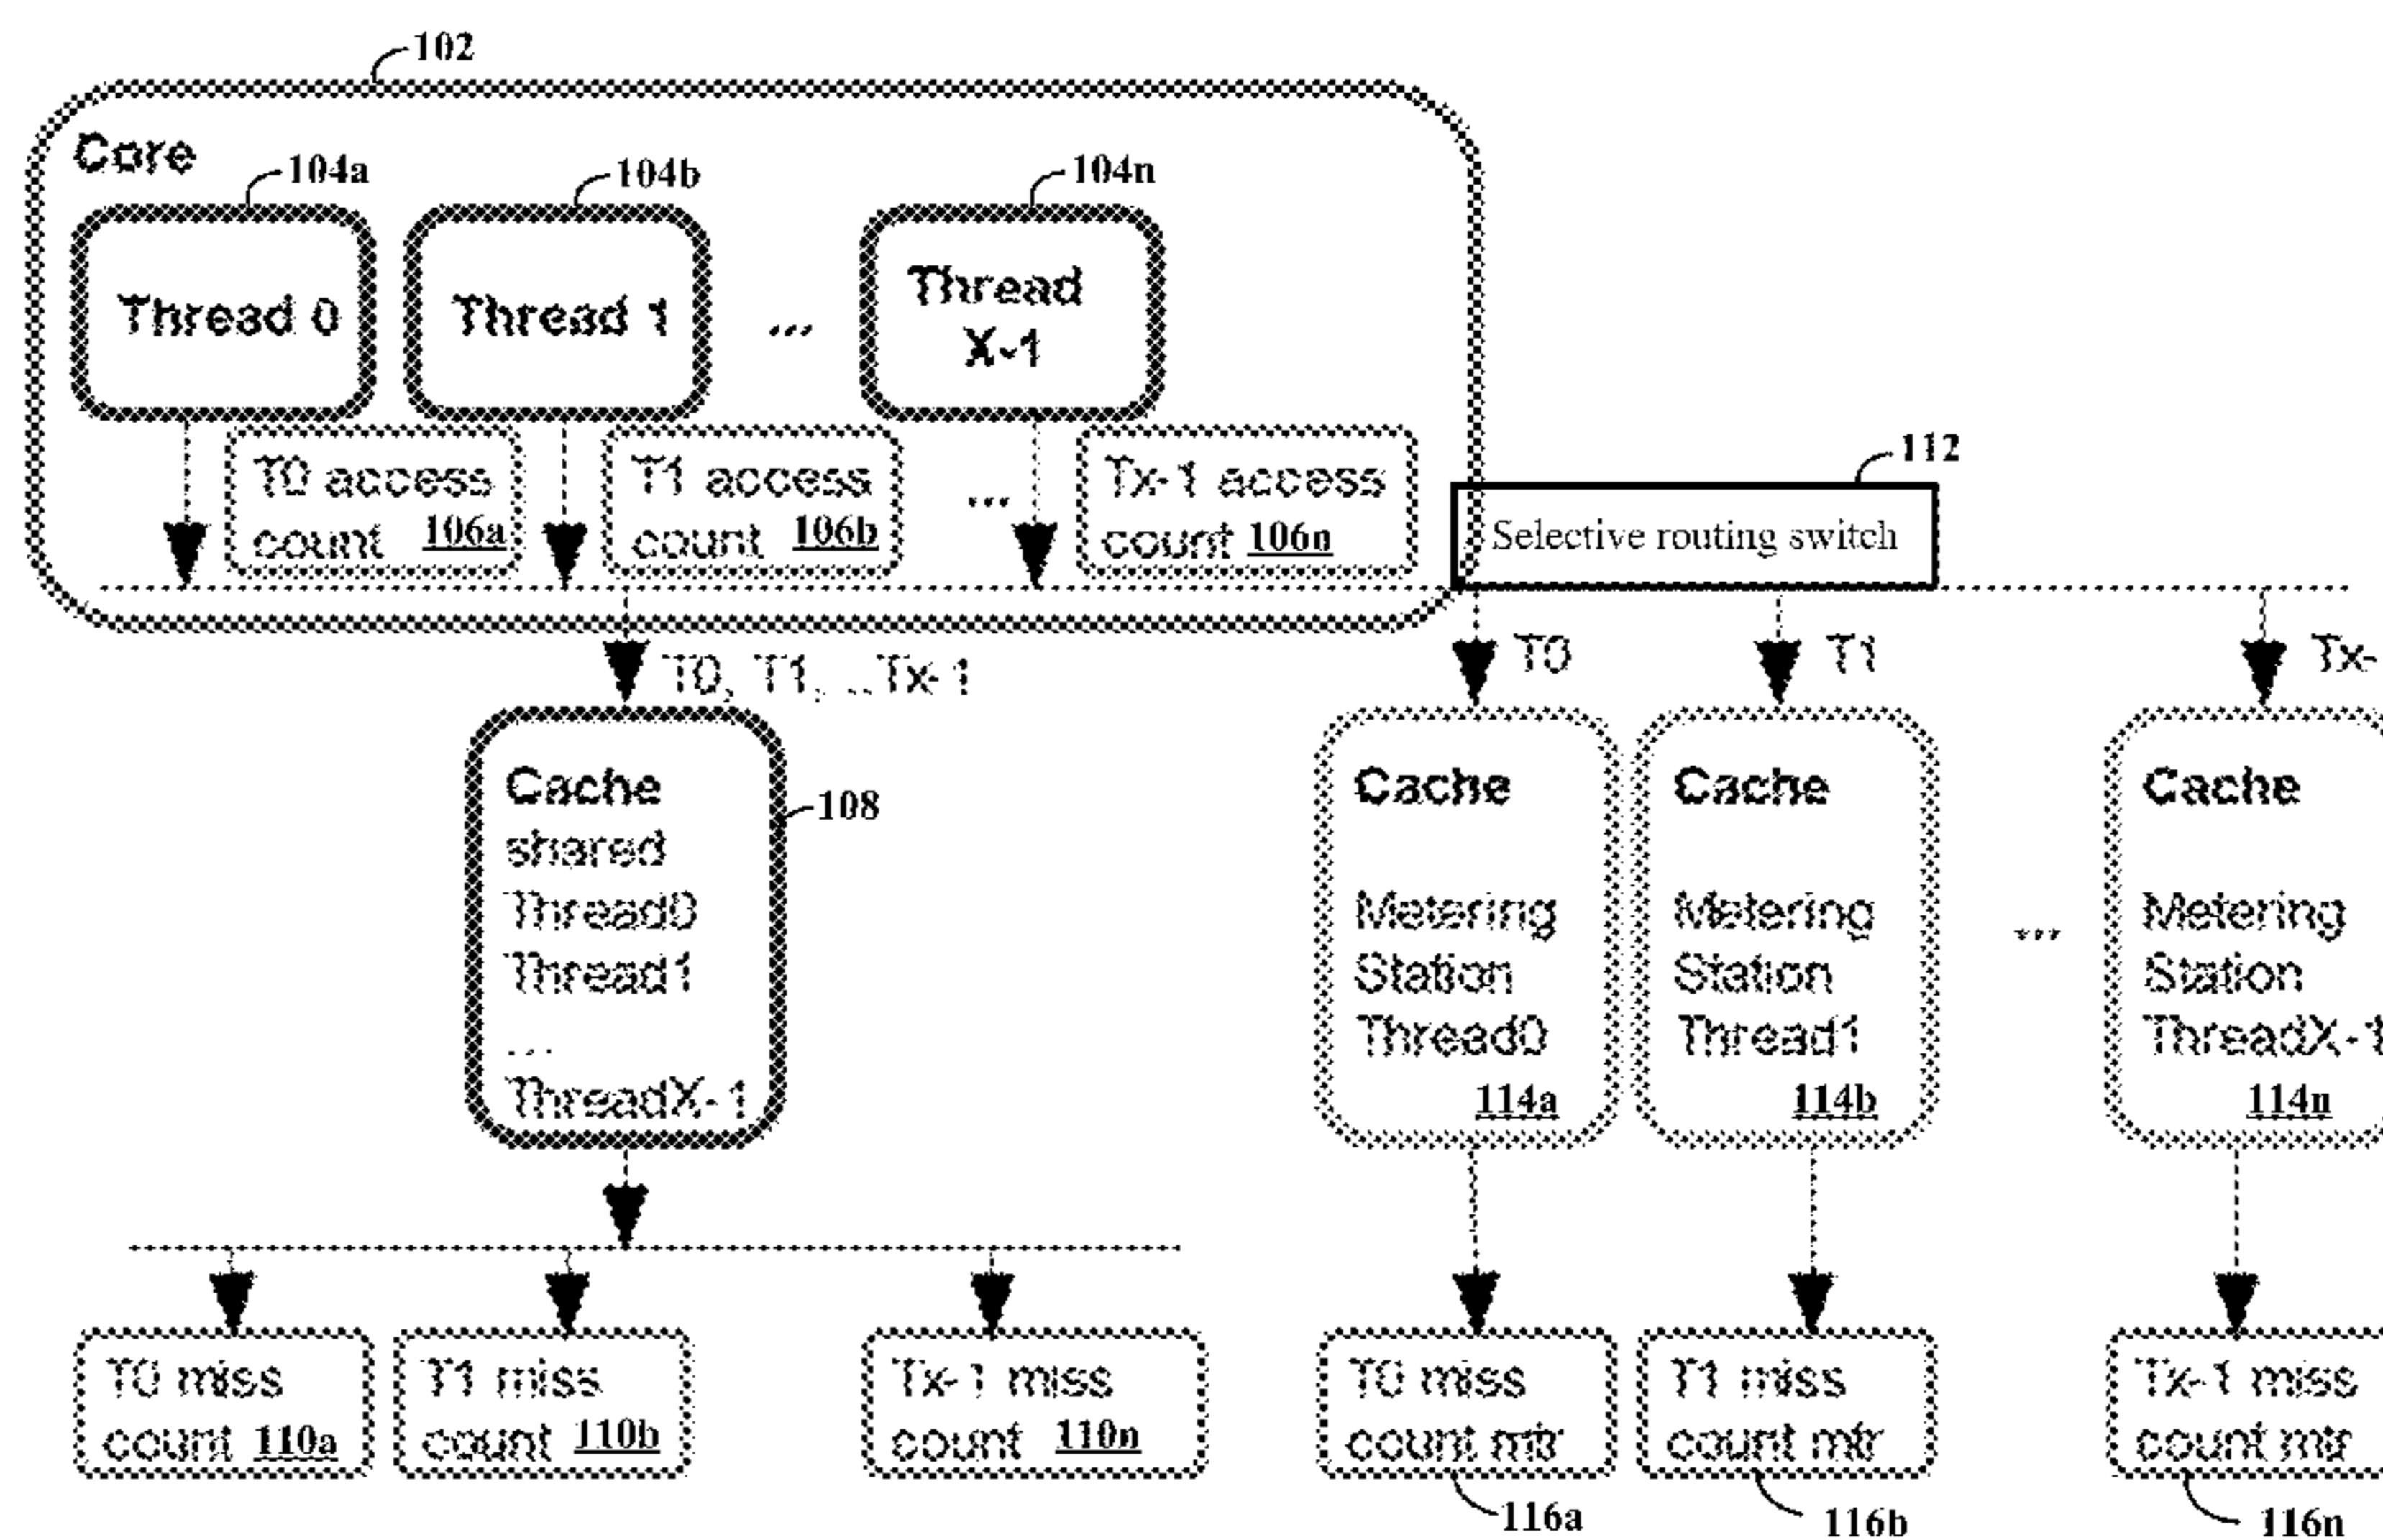 102
Core
104a
104b
104n
Thread 0
Thread 1
...
Thread
X-1
T0 access
count 106a
T1 access
count 106b
...
Tx-1 access
count 106n
112
Selective routing switch
T0, T1, ...Tx-1
T0
T1
Tx-
Cache
shared
Thread0
Thread1
...
ThreadX-1
108
Cache
Metering
Station
Thread0
114a
Cache
Metering
Station
Thread1
114b
...
Cache
Metering
Station
ThreadX-1
114n
T0 miss
count 110a
T1 miss
count 110b
Tx-1 miss
count 110n
T0 miss
count mtr
T1 miss
count mtr
Tx-1 miss
count mtr
116a
116b
116n